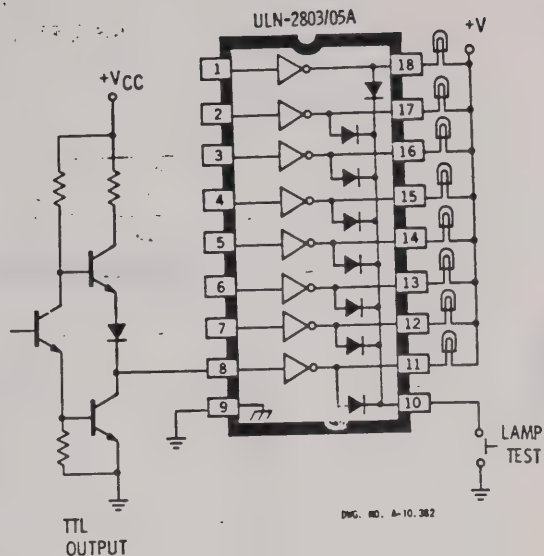 ULN-2803/05A
+V
+VCC
1
2
3
4
5
6
7
8
9
18
17
16
15
14
13
12
11
10
LAMP
TEST
DWG. NO. A-10,382
TTL
OUTPUT